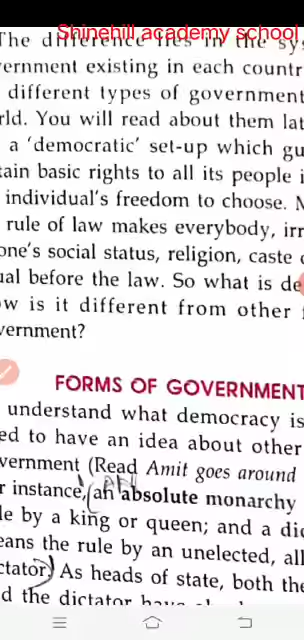 Shinehill academy school
The difference lies in the sy
ernment existing in each countr
different types of government
rld. You will read about them lat
a 'democratic' set-up which gu
tain basic rights to all its people i
individual's freedom to choose.
rule of law makes everybody, irr
one's social status, religion, caste
ual before the law. So what is de
w is it different from other
vernment?
FORMS OF GOVERNMENT
understand what democracy is
ed to have an idea about other
vernment (Read Amit goes around
r instance, (an absolute monarchy
le by a king or queen; and a dic
eans the rule by an unelected, all
ctator) As heads of state, both the
d the dictator have